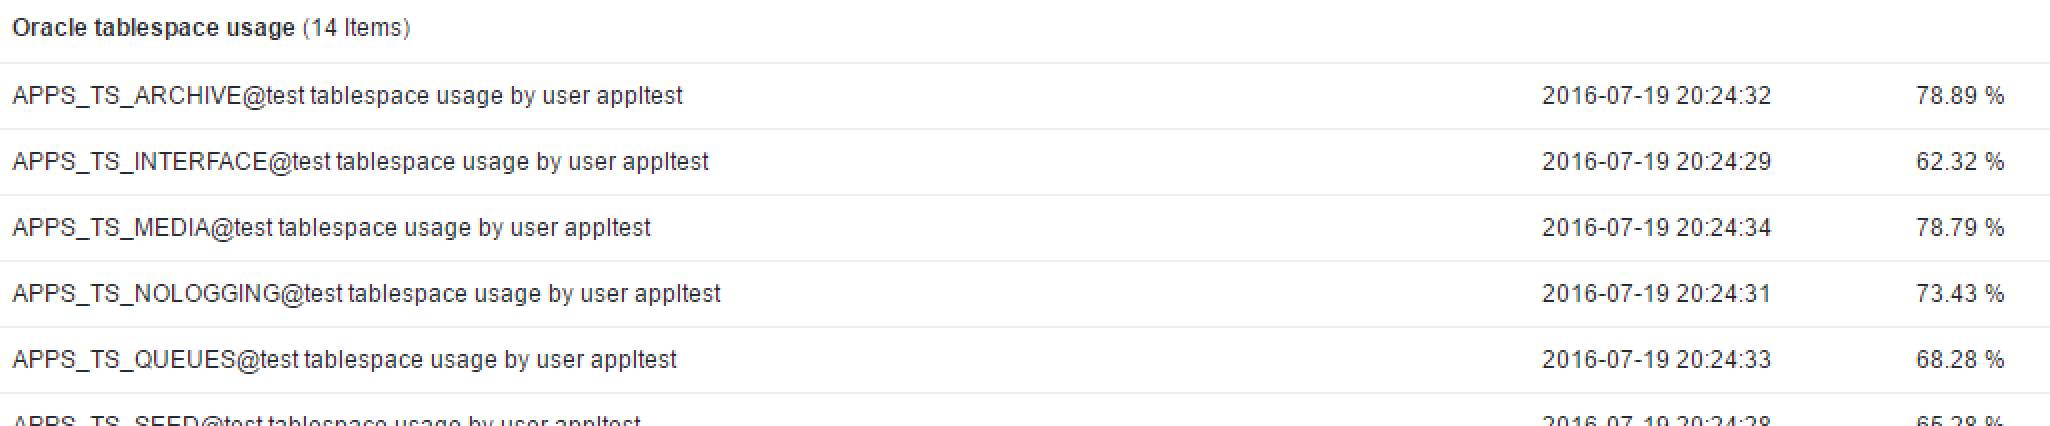 Oracle tablespace usage (14 Items)
APPS_TS_ARCHIVE@test tablespace usage by user appltest 2016-07-19 20:24:32 78.89 %
APPS_TS_INTERFACE@test tablespace usage by user appltest 2016-07-19 20:24:29 62.32 %
APPS_TS_MEDIA@test tablespace usage by user appltest 2016-07-19 20:24:34 78.79 %
APPS_TS_NOLOGGING@test tablespace usage by user appltest 2016-07-19 20:24:31 73.43 %
APPS_TS_QUEUES@test tablespace usage by user appltest 2016-07-19 20:24:33 68.28 %
APPS_TS_SEED@test tablespace usage by user appltest 2016-07-19 20:24:28 65.28 %